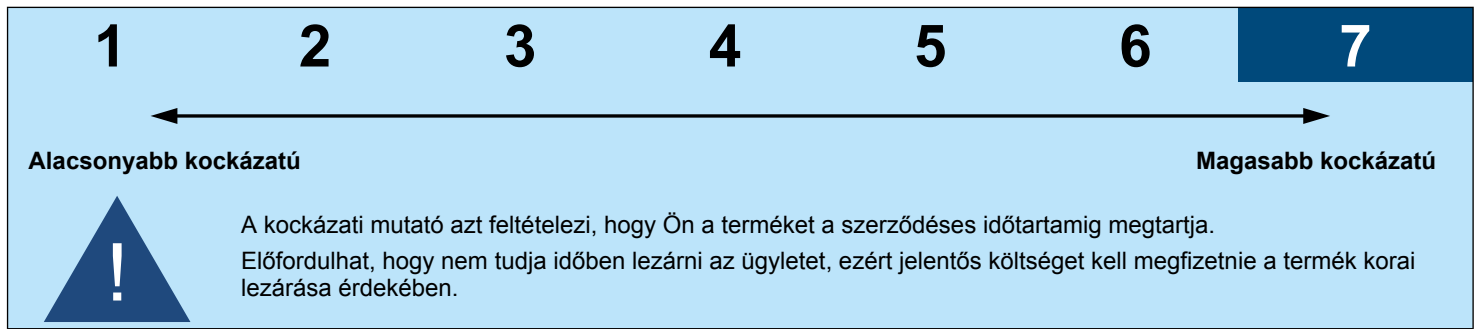 1 2 3 4 5 6 7
Alacsonyabb kockázatú Magasabb kockázatú
A kockázati mutató azt feltételezi, hogy Ön a terméket a szerződéses időtartamig megtartja.
Előfordulhat, hogy nem tudja időben lezárni az ügyletet, ezért jelentős költséget kell megfizetnie a termék korai
lezárása érdekében.
!